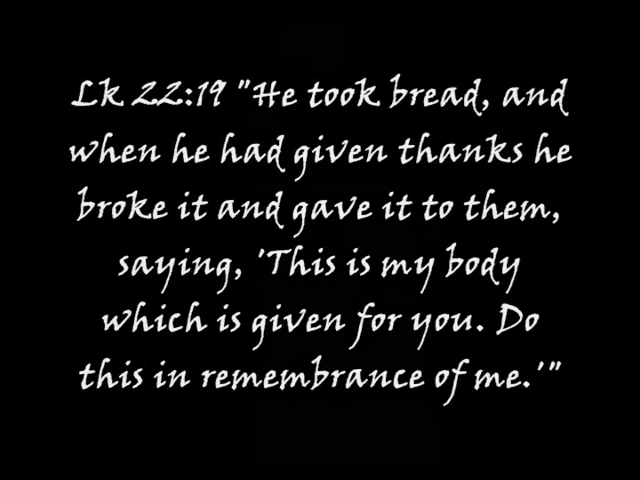 Lk 22:19 "He took bread, and
when he had given thanks he
broke it and gave it to them,
saying, 'This is my body
which is given for you. Do
this in remembrance of me.'"